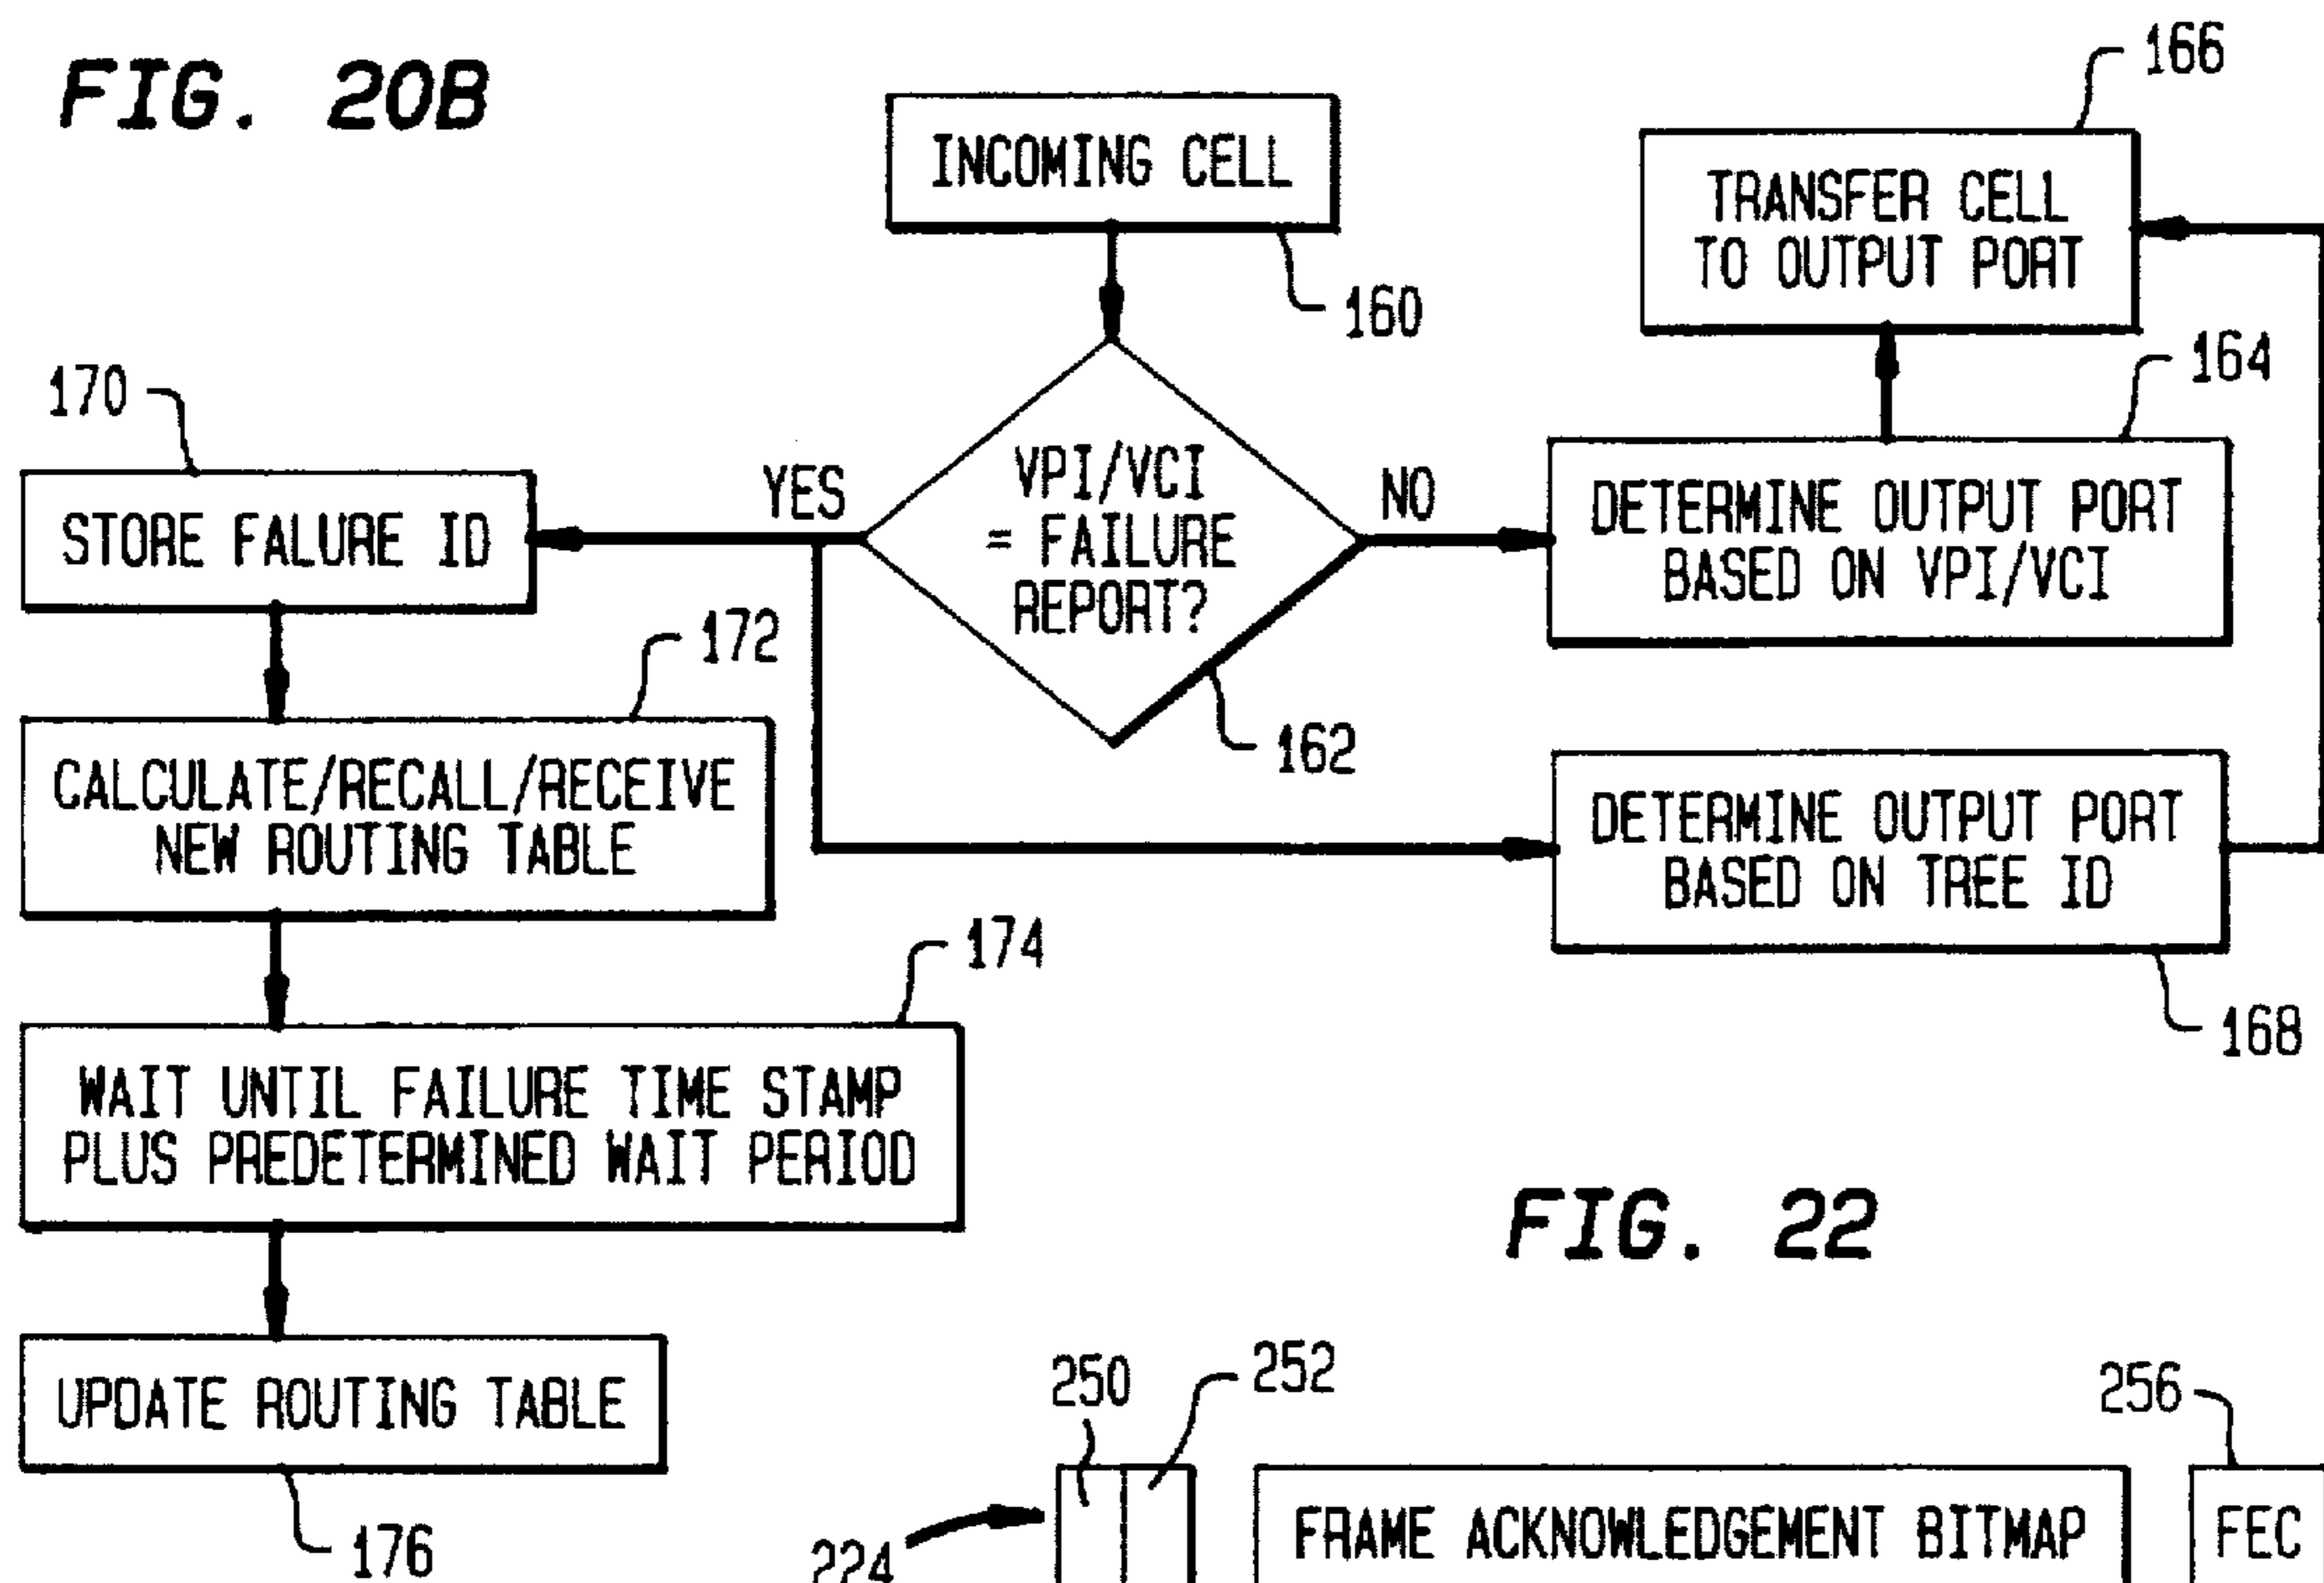 FIG. 20B
INCOMING CELL
160
166
TRANSFER CELL
TO OUTPUT PORT
164
170
STORE FALURE ID
YES
VPI/VCI
= FAILURE
REPORT?
NO
162
DETERMINE OUTPUT PORT
BASED ON VPI/VCI
172
CALCULATE/RECALL/RECEIVE
NEW ROUTING TABLE
DETERMINE OUTPUT PORT
BASED ON TREE ID
168
174
WAIT UNTIL FAILURE TIME STAMP
PLUS PREDETERMINED WAIT PERIOD
UPDATE ROUTING TABLE
176
FIG. 22
250
252
256
224
FRAME ACKNOWLEDGEMENT BITMAP
FEC